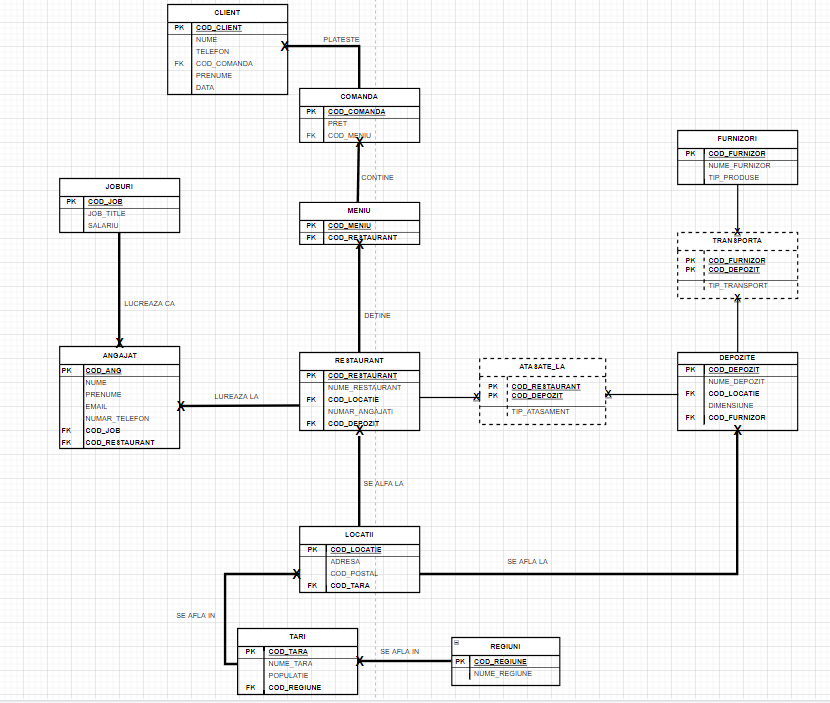 CLIENT
PK COD_CLIENT
NUME
TELEFON
FK COD_COMANDA
PRENUME
DATA
PLATESTE
COMANDA
PK COD_COMANDA
PRET
FK COD_MENIU
CONTINE
MENIU
PK COD_MENIU
FK COD_RESTAURANT
DETINE
JOBURI
PK COD_JOB
JOB_TITLE
SALARIU
LUCREAZA CA
ANGAJAT
PK COD_ANG
NUME
PRENUME
EMAIL
NUMAR_TELEFON
FK COD_JOB
FK COD_RESTAURANT
LUREAZA LA
RESTAURANT
PK COD_RESTAURANT
NUME_RESTAURANT
FK COD_LOCATIE
NUMAR_ANGAJATI
FK COD_DEPOZIT
ATASATE_LA
PK COD_RESTAURANT
PK COD_DEPOZIT
TIP_ATASAMENT
FURNIZORI
PK COD_FURNIZOR
NUME_FURNIZOR
TIP_PRODUSE
TRANSPORTA
PK COD_FURNIZOR
PK COD_DEPOZIT
TIP_TRANSPORT
DEPOZITE
PK COD_DEPOZIT
NUME_DEPOZIT
FK COD_LOCATIE
DIMENSIUNE
FK COD_FURNIZOR
SE ALFA LA
LOCATII
PK COD_LOCATIE
ADRESA
COD_POSTAL
FK COD_TARA
SE AFLA LA
SE AFLA IN
TARI
PK COD_TARA
NUME_TARA
POPULATIE
FK COD_REGIUNE
SE AFLA IN
REGIUNI
PK COD_REGIUNE
NUME_REGIUNE